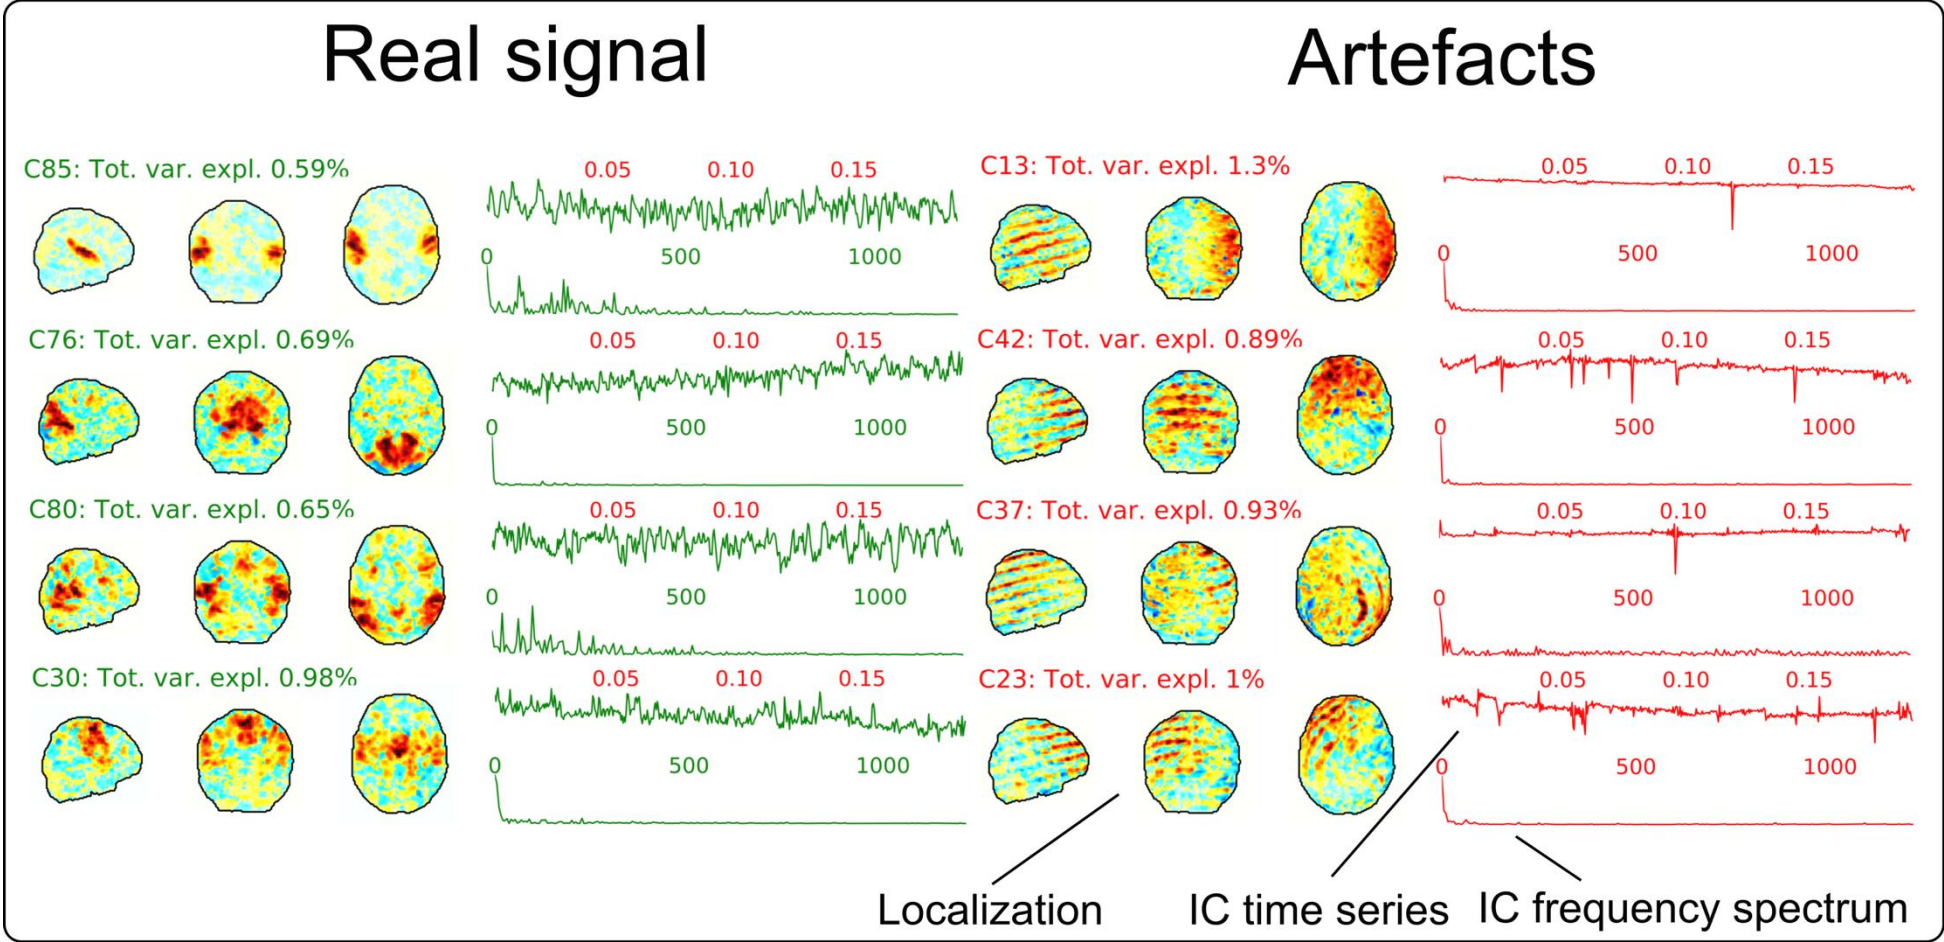 Real signal
Artefacts
C85: Tot. var. expl. 0.59%
0.05 0.10 0.15
0 500 1000
C76: Tot. var. expl. 0.69%
0.05 0.10 0.15
0 500 1000
C80: Tot. var. expl. 0.65%
0.05 0.10 0.15
0 500 1000
C30: Tot. var. expl. 0.98%
0.05 0.10 0.15
0 500 1000
C13: Tot. var. expl. 1.3%
0.05 0.10 0.15
0 500 1000
C42: Tot. var. expl. 0.89%
0.05 0.10 0.15
0 500 1000
C37: Tot. var. expl. 0.93%
0.05 0.10 0.15
0 500 1000
C23: Tot. var. expl. 1%
0.05 0.10 0.15
0 500 1000
Localization
IC time series
IC frequency spectrum